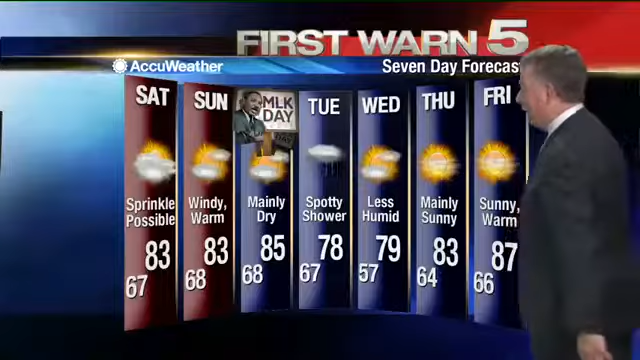 FIRST WARN 5
AccuWeather
Seven Day Forecast
SAT
Sprinkle
Possible
83
67
SUN
Windy,
Warm
83
68
MLK
DAY
Mainly
Dry
85
68
TUE
Spotty
Shower
78
67
WED
Less
Humid
79
57
THU
Mainly
Sunny
83
64
FRI
Sunny,
Warm
87
66